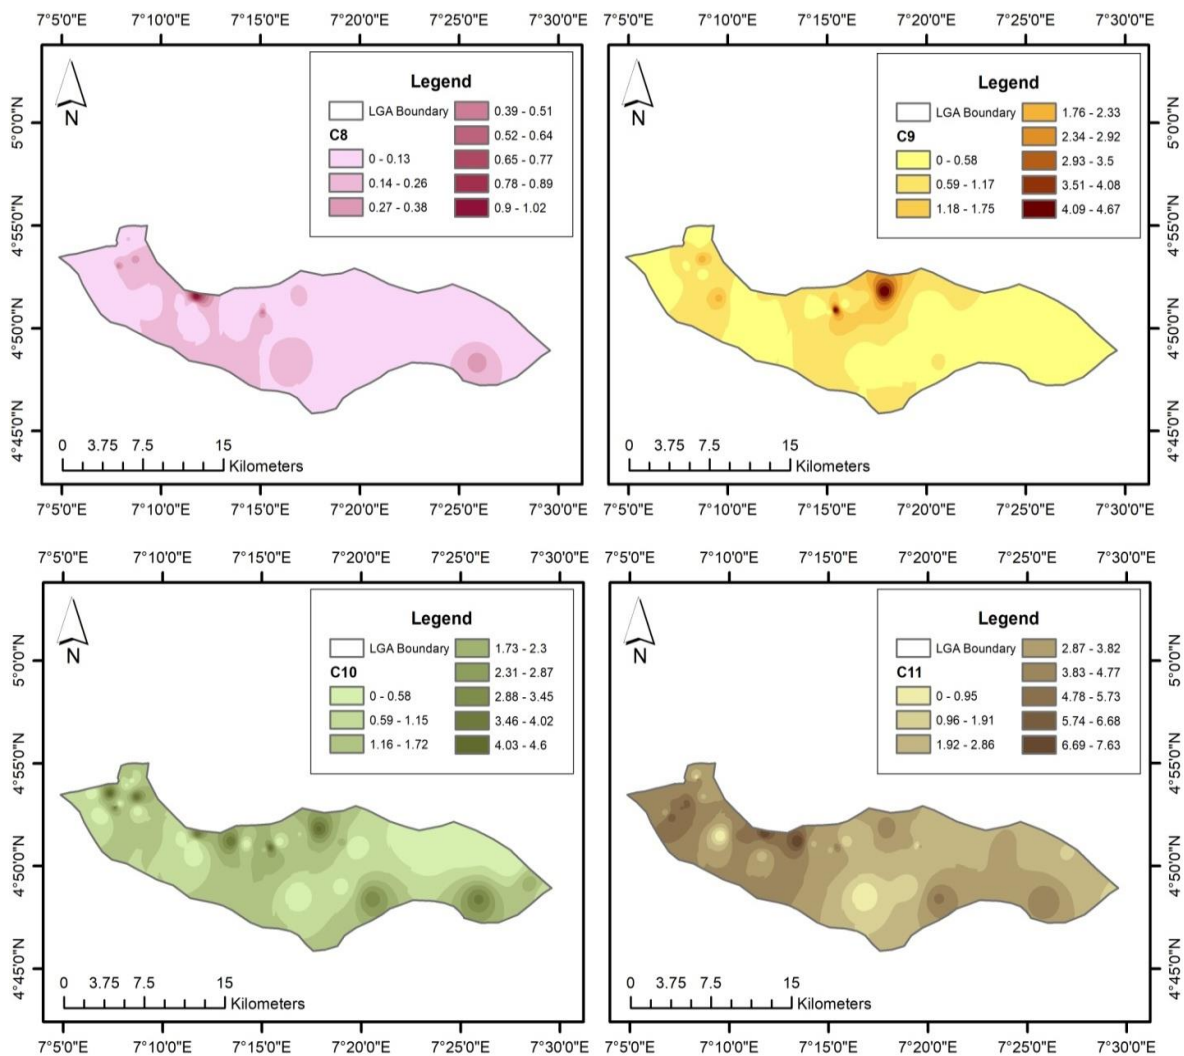 7°5'0"E 7°10'0"E 7°15'0"E 7°20'0"E 7°25'0"E 7°30'0"E
5°0'0"N
4°55'0"N
4°50'0"N
4°45'0"N
N
Legend
LGA Boundary
C8
0 - 0.13
0.14 - 0.26
0.27 - 0.38
0.39 - 0.51
0.52 - 0.64
0.65 - 0.77
0.78 - 0.89
0.9 - 1.02
0 3.75 7.5 15
Kilometers
7°5'0"E 7°10'0"E 7°15'0"E 7°20'0"E 7°25'0"E 7°30'0"E
7°5'0"E 7°10'0"E 7°15'0"E 7°20'0"E 7°25'0"E 7°30'0"E
N
Legend
LGA Boundary
C9
0 - 0.58
0.59 - 1.17
1.18 - 1.75
1.76 - 2.33
2.34 - 2.92
2.93 - 3.5
3.51 - 4.08
4.09 - 4.67
5°0'0"N
4°55'0"N
4°50'0"N
4°45'0"N
0 3.75 7.5 15
Kilometers
7°5'0"E 7°10'0"E 7°15'0"E 7°20'0"E 7°25'0"E 7°30'0"E
7°5'0"E 7°10'0"E 7°15'0"E 7°20'0"E 7°25'0"E 7°30'0"E
5°0'0"N
4°55'0"N
4°50'0"N
4°45'0"N
N
Legend
LGA Boundary
C10
0 - 0.58
0.59 - 1.15
1.16 - 1.72
1.73 - 2.3
2.31 - 2.87
2.88 - 3.45
3.46 - 4.02
4.03 - 4.6
0 3.75 7.5 15
Kilometers
7°5'0"E 7°10'0"E 7°15'0"E 7°20'0"E 7°25'0"E 7°30'0"E
7°5'0"E 7°10'0"E 7°15'0"E 7°20'0"E 7°25'0"E 7°30'0"E
N
Legend
LGA Boundary
C11
0 - 0.95
0.96 - 1.91
1.92 - 2.86
2.87 - 3.82
3.83 - 4.77
4.78 - 5.73
5.74 - 6.68
6.69 - 7.63
5°0'0"N
4°55'0"N
4°50'0"N
4°45'0"N
0 3.75 7.5 15
Kilometers
7°5'0"E 7°10'0"E 7°15'0"E 7°20'0"E 7°25'0"E 7°30'0"E